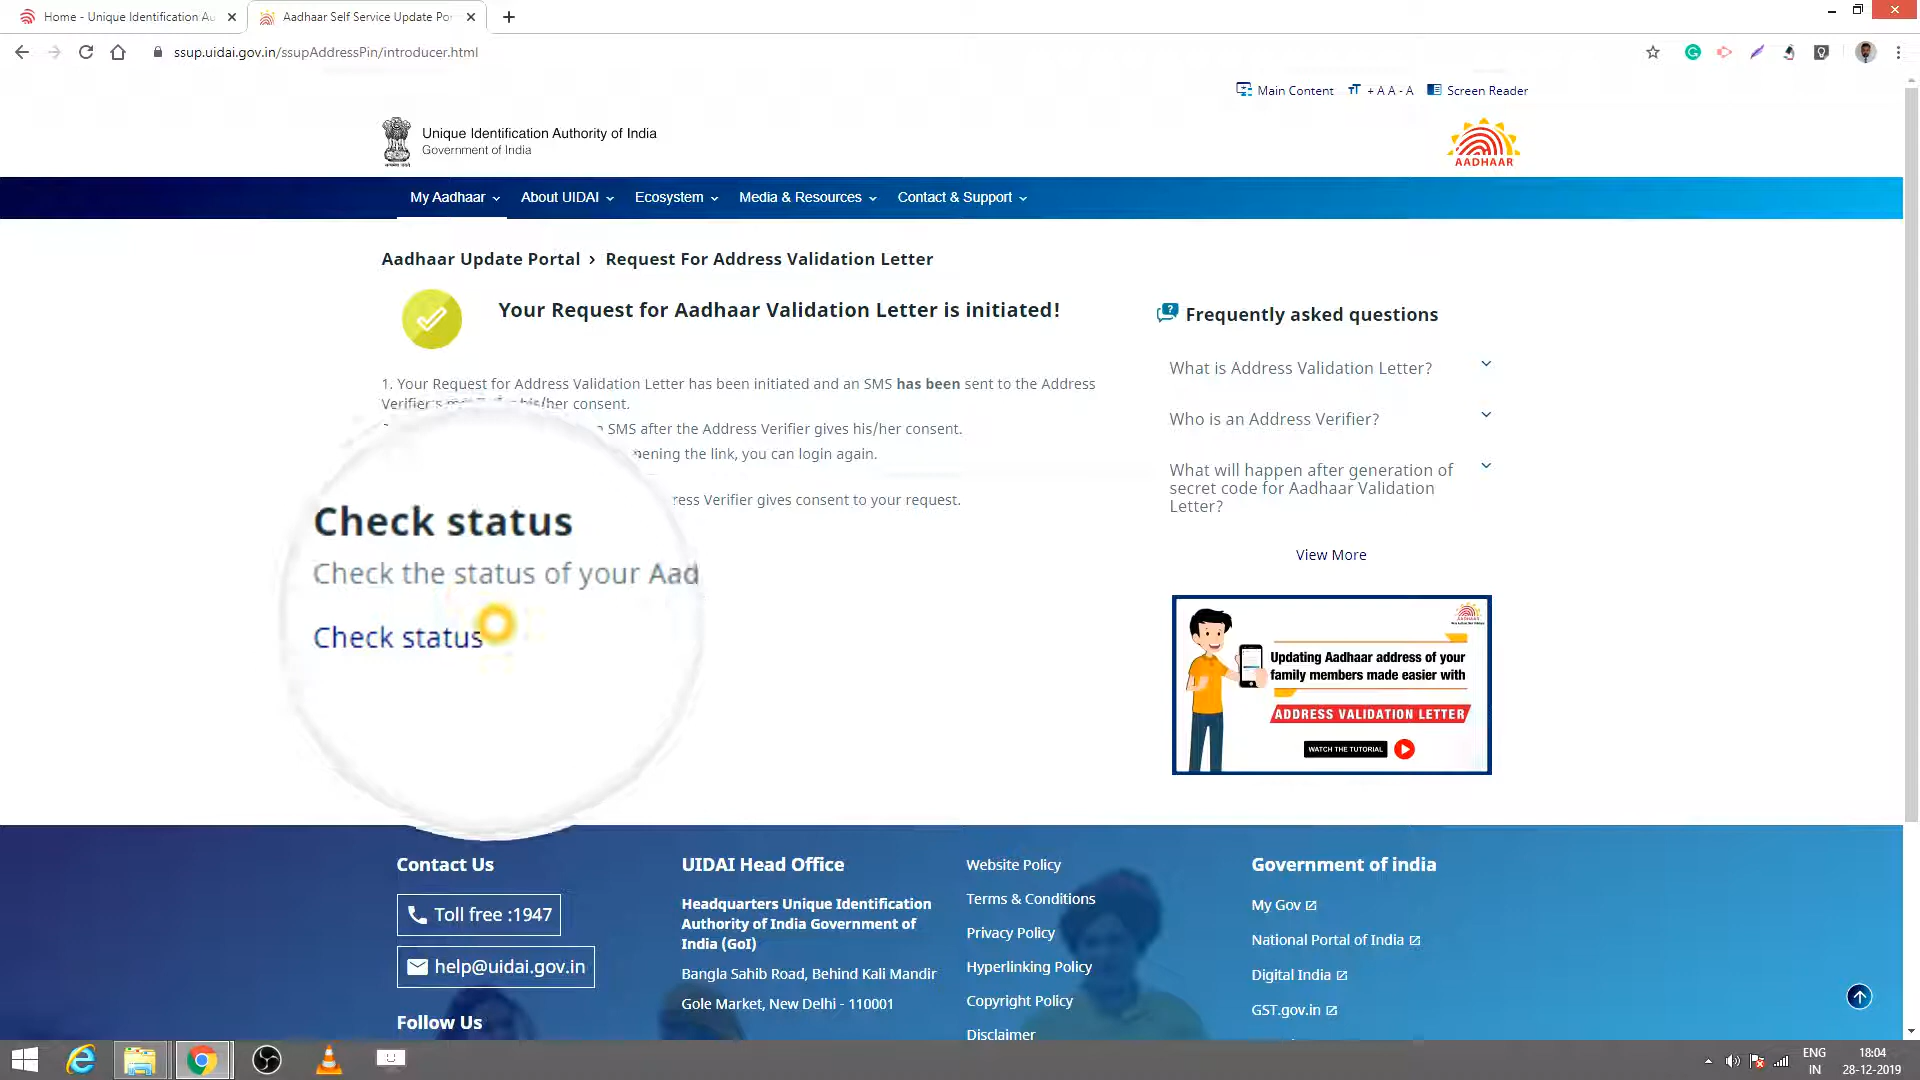 Home - Unique Identification Au
Aadhaar Self Service Update Po
ssup.uidai.gov.in/ssupAddressPin/introducer.html
Main Content
+ A A - A
Screen Reader
Unique Identification Authority of India
Government of India
AADHAAR
My Aadhaar
About UIDAI
Ecosystem
Media & Resources
Contact & Support
Aadhaar Update Portal › Request For Address Validation Letter
Your Request for Aadhaar Validation Letter is initiated!
1. Your Request for Address Validation Letter has been initiated and an SMS has been sent to the Address
Verifier's his/her consent.
SMS after the Address Verifier gives his/her consent.
pening the link, you can login again.
ress Verifier gives consent to your request.
Check status
Check the status of your Aad
Check status
Frequently asked questions
What is Address Validation Letter?
Who is an Address Verifier?
What will happen after generation of
secret code for Aadhaar Validation
Letter?
View More
AADHAAR
Updating Aadhaar address of your
family members made easier with
ADDRESS VALIDATION LETTER
WATCH THE TUTORIAL
Contact Us
Toll free :1947
help@uidai.gov.in
Follow Us
UIDAI Head Office
Headquarters Unique Identification
Authority of India Government of
India (GoI)
Bangla Sahib Road, Behind Kali Mandir
Gole Market, New Delhi - 110001
Website Policy
Terms & Conditions
Privacy Policy
Hyperlinking Policy
Copyright Policy
Disclaimer
Government of india
My Gov
National Portal of India
Digital India
GST.gov.in
ENG
IN
18:04
28-12-2019